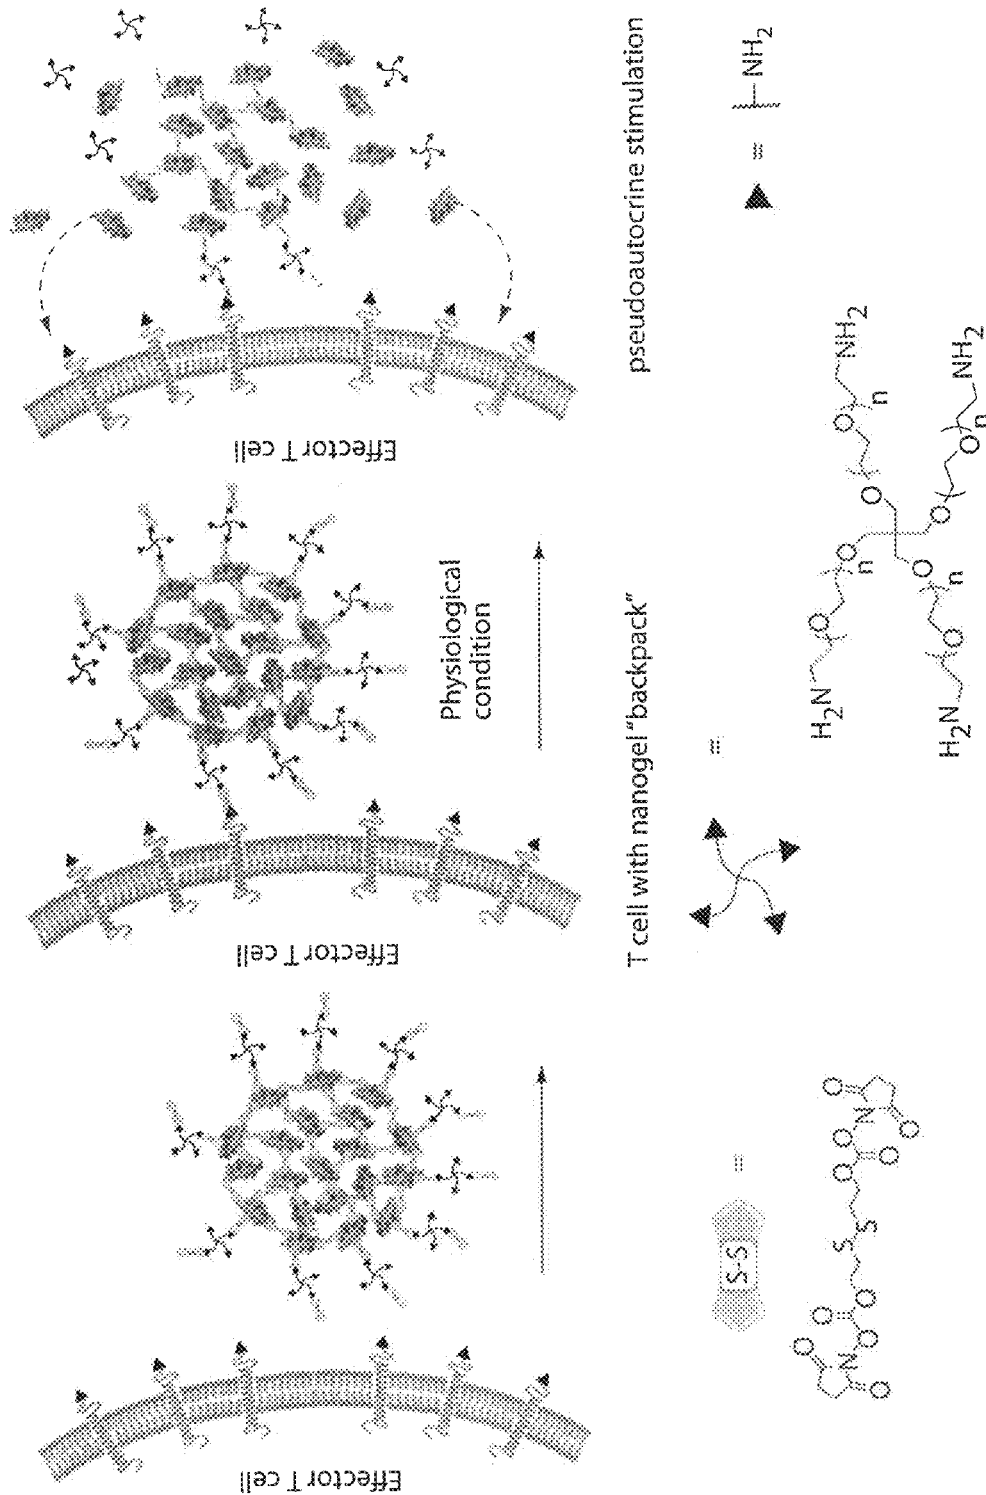 Effector T cell
Effector T cell
Physiological
condition
Effector T cell
T cell with nanogel "backpack"
pseudoautocrine stimulation
S-S
=
=
=
NH2
O
O
N
O
O
O
S
S
O
O
O
N
O
O
H2N
O
O
n
O
O
n
NH2
H2N
O
O
n
O
O
n
NH2